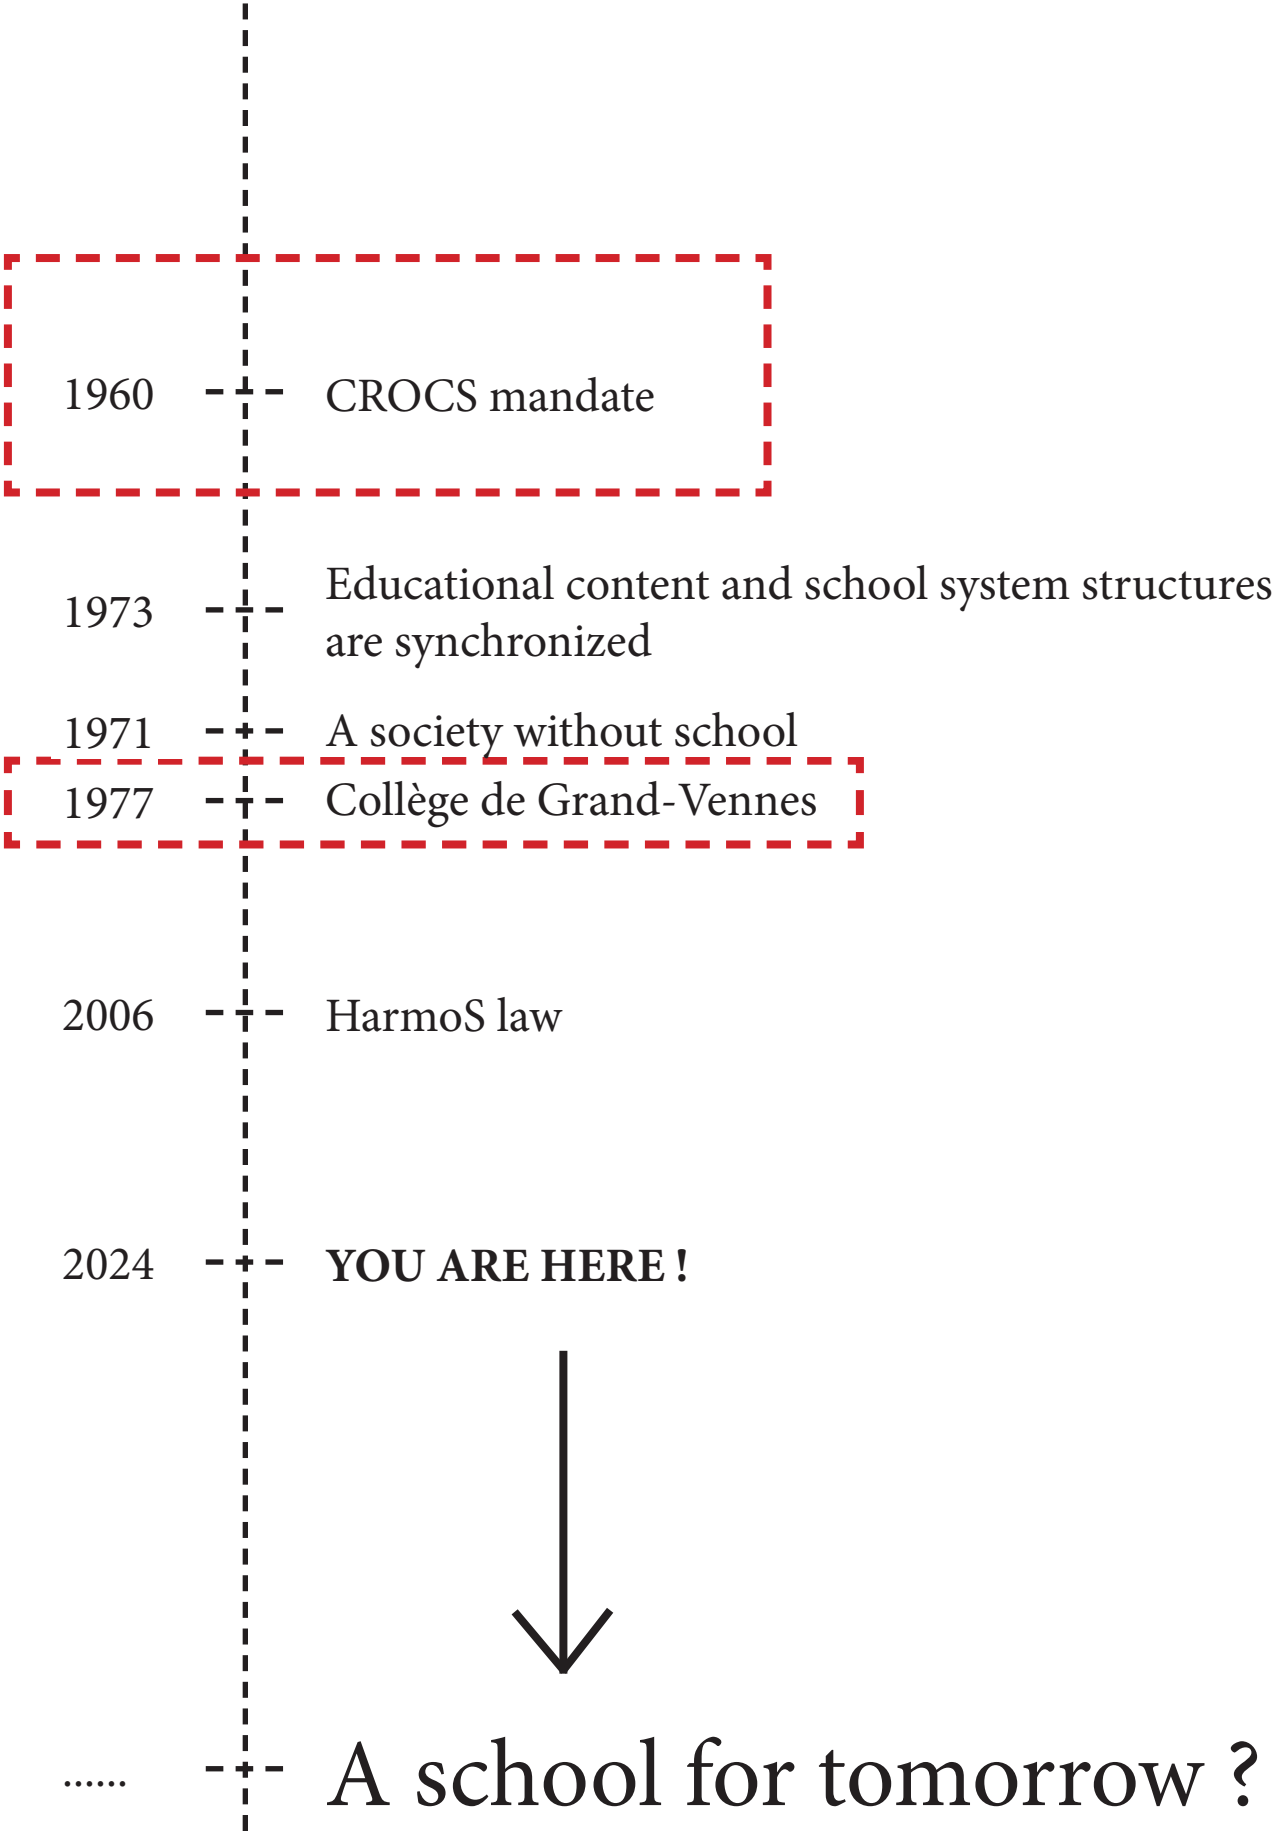 1960 CROCS mandate
1973 Educational content and school system structures
are synchronized
1971 A society without school
1977 Collège de Grand-Vennes
2006 HarmoS law
2024 YOU ARE HERE !
...... A school for tomorrow ?